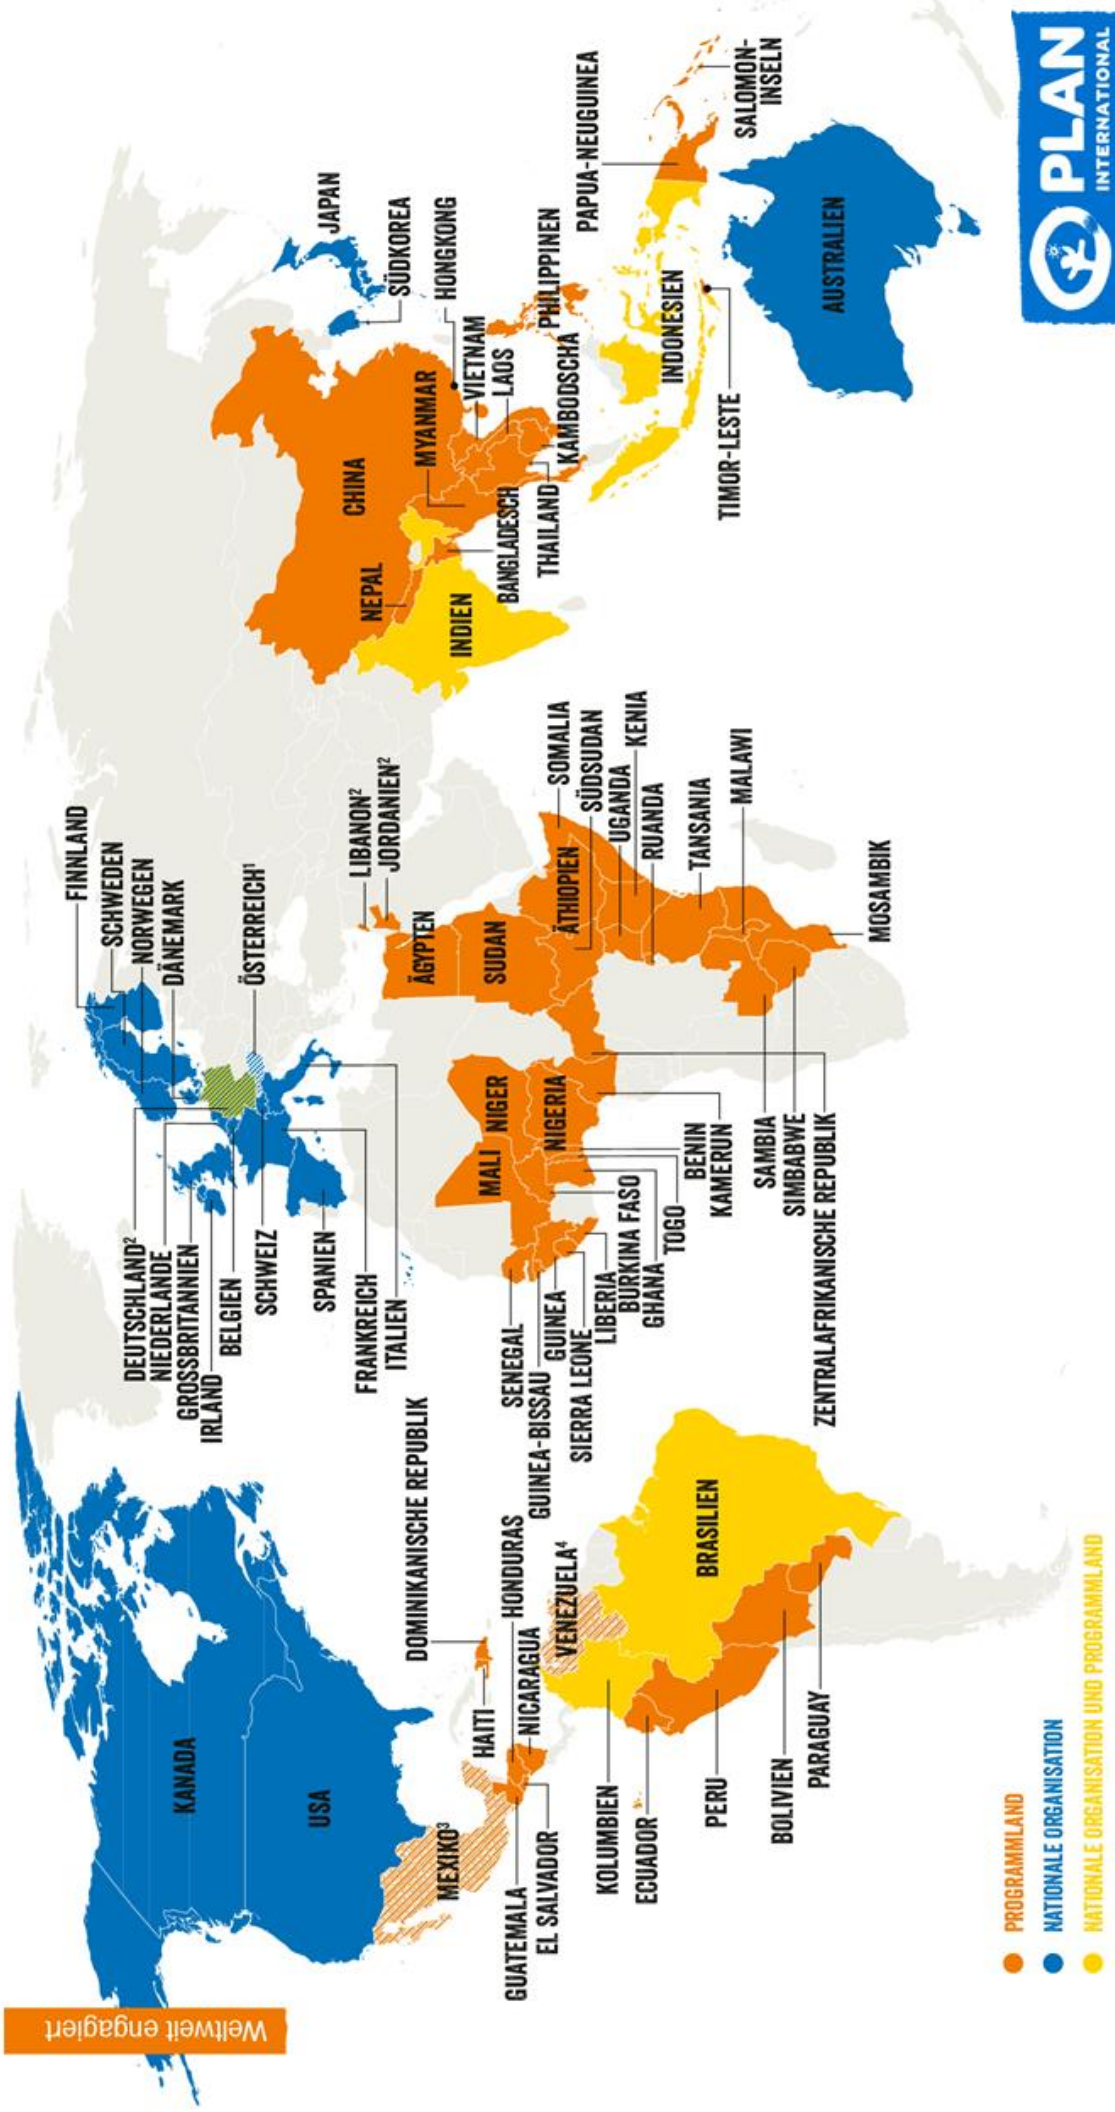 Weltweit engagiert
KANADA
USA
MEXIKO³
GUATEMALA
EL SALVADOR
HAITI
NICARAGUA
HONDURAS
DOMINIKANISCHE REPUBLIK
VENEZUELA⁴
KOLUMBIEN
ECUADOR
PERU
BOLIVIEN
PARAGUAY
BRASILIEN
FINNLAND
SCHWEDEN
NORWEGEN
DÄNEMARK
ÖSTERREICH¹
DEUTSCHLAND²
NIEDERLANDE
GROSSBRITANNIEN
IRLAND
BELGIEN
SCHWEIZ
SPANIEN
FRANKREICH
ITALIEN
LIBANON²
JORDANIEN²
ÄGYPTEN
SUDAN
ÄTHIOPIEN
SOMALIA
SÜDSUDAN
UGANDA
KENIA
RUANDA
TANSANIA
MALAWI
MOSAMBIK
MALI
NIGER
NIGERIA
SENEGAL
GUINEA-BISSAU
GUINEA
SIERRA LEONE
LIBERIA
BURKINA FASO
GHANA
TOGO
BENIN
KAMERUN
SAMBIA
SIMBABWE
ZENTRALAFRIKANISCHE REPUBLIK
CHINA
NEPAL
INDIEN
BANGLADESCH
MYANMAR
THAILAND
VIETNAM
LAOS
KAMBODSCHA
HONGKONG
SÜDKOREA
JAPAN
PHILIPPINEN
INDONESIEN
TIMOR-LESTE
PAPUA-NEUGUINEA
SALOMON-
INSELN
AUSTRALIEN
PROGRAMMLAND
NATIONALE ORGANISATION
NATIONALE ORGANISATION UND PROGRAMMLAND
PLAN
INTERNATIONAL